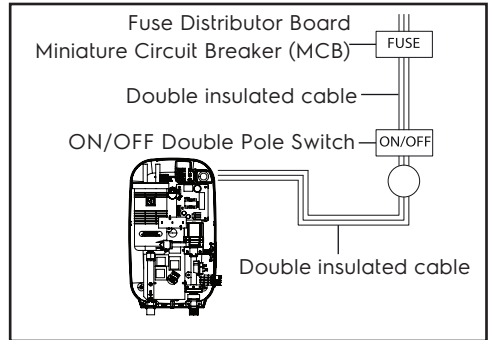 Fuse Distributor Board
Miniature Circuit Breaker (MCB)
FUSE
Double insulated cable
ON/OFF Double Pole Switch
ON/OFF
Double insulated cable